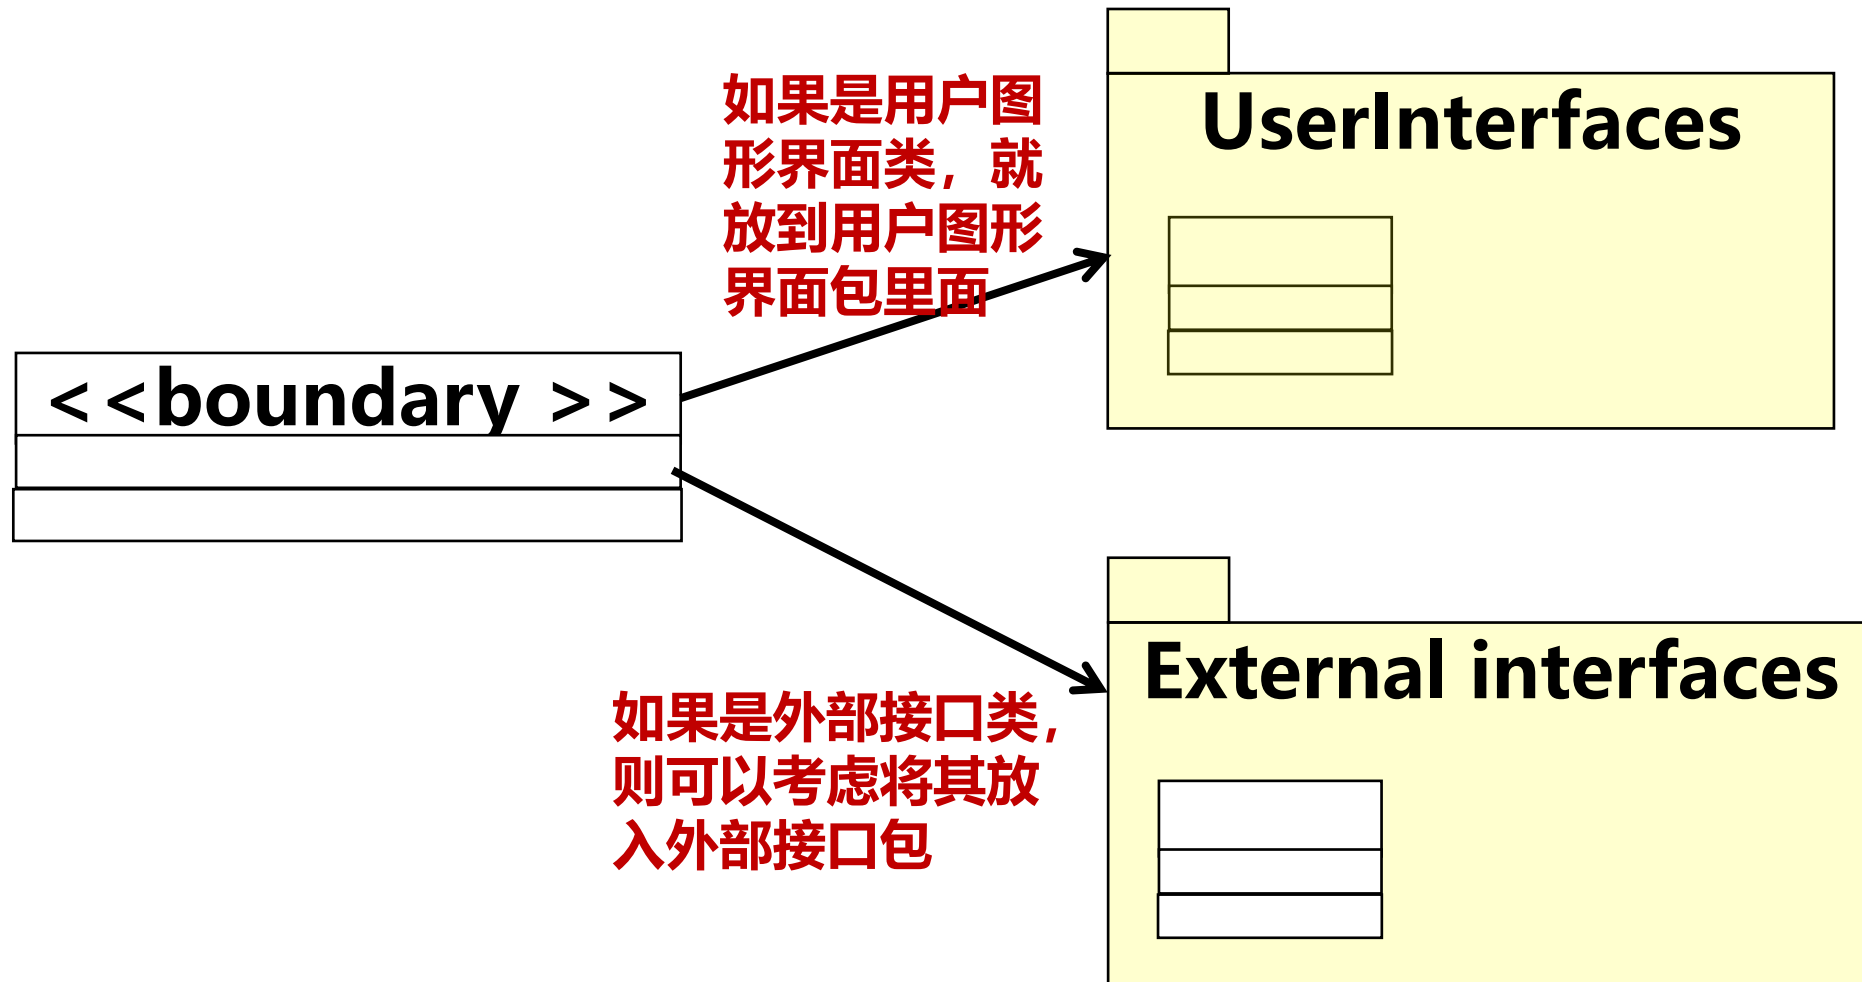 如果是用户图
形界面类，就
放到用户图形
界面包里面
UserInterfaces
<<boundary >>
External interfaces
如果是外部接口类，
则可以考虑将其放
入外部接口包